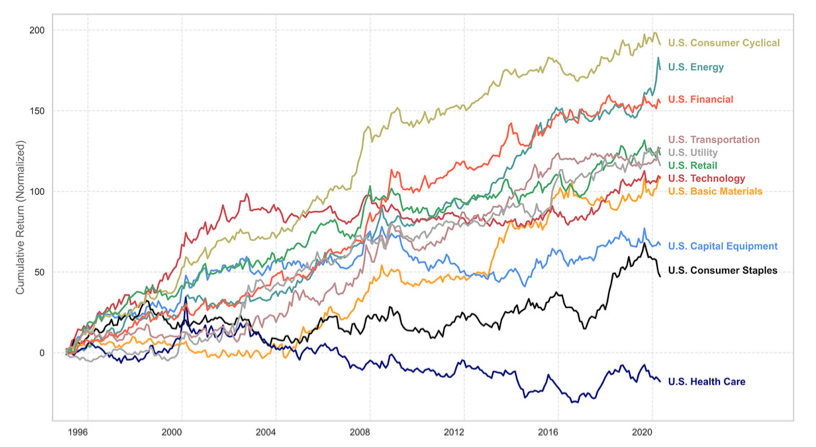 Cumulative Return (Normalized)
200
150
100
50
0
1996 2000 2004 2008 2012 2016 2020
U.S. Consumer Cyclical
U.S. Energy
U.S. Financial
U.S. Transportation
U.S. Utility
U.S. Retail
U.S. Technology
U.S. Basic Materials
U.S. Capital Equipment
U.S. Consumer Staples
U.S. Health Care